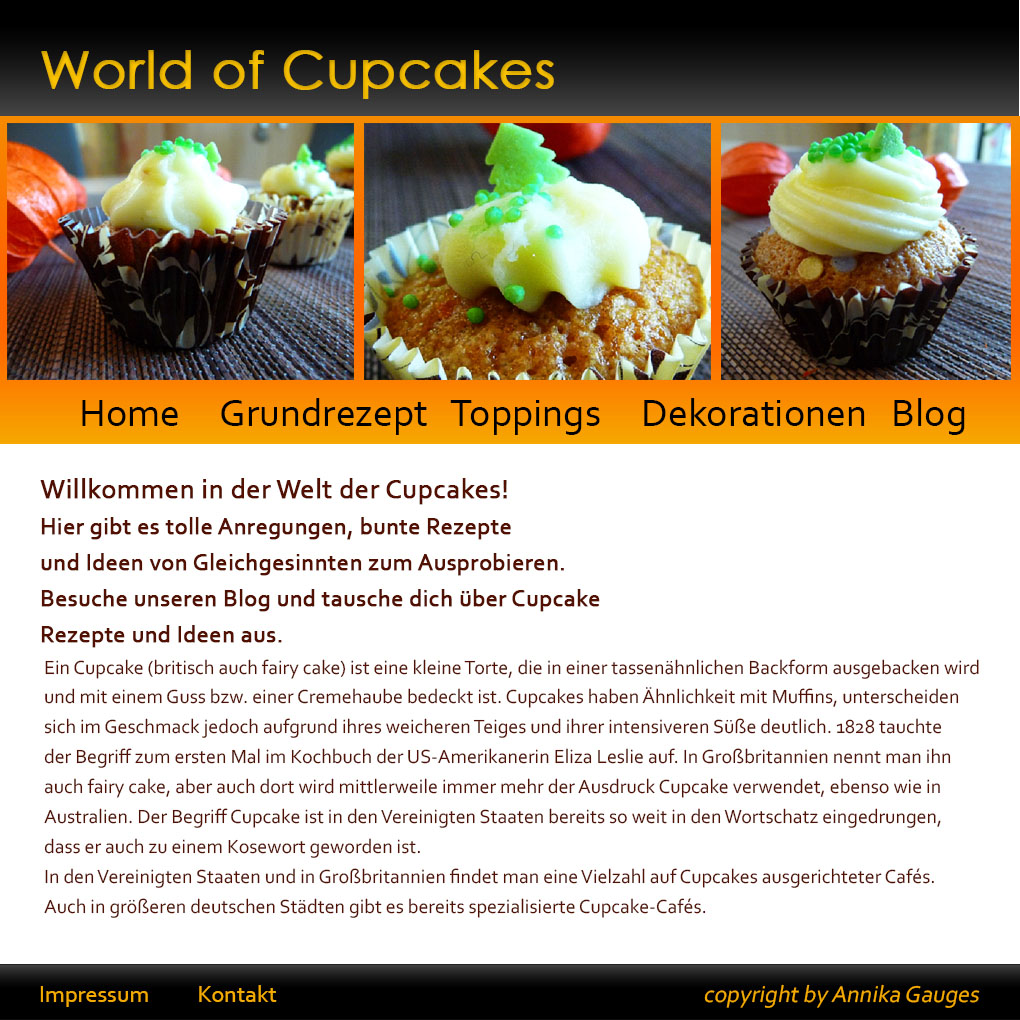 World of Cupcakes
Home Grundrezept Toppings Dekorationen Blog
Willkommen in der Welt der Cupcakes!
Hier gibt es tolle Anregungen, bunte Rezepte
und Ideen von Gleichgesinnten zum Ausprobieren.
Besuche unseren Blog und tausche dich über Cupcake
Rezepte und Ideen aus.
Ein Cupcake (britisch auch fairy cake) ist eine kleine Torte, die in einer tassenähnlichen Backform ausgebacken wird
und mit einem Guss bzw. einer Cremehaube bedeckt ist. Cupcakes haben Ähnlichkeit mit Muffins, unterscheiden
sich im Geschmack jedoch aufgrund ihres weicheren Teiges und ihrer intensiveren Süße deutlich. 1828 tauchte
der Begriff zum ersten Mal im Kochbuch der US-Amerikanerin Eliza Leslie auf. In Großbritannien nennt man ihn
auch fairy cake, aber auch dort wird mittlerweile immer mehr der Ausdruck Cupcake verwendet, ebenso wie in
Australien. Der Begriff Cupcake ist in den Vereinigten Staaten bereits so weit in den Wortschatz eingedrungen,
dass er auch zu einem Kosewort geworden ist.
In den Vereinigten Staaten und in Großbritannien findet man eine Vielzahl auf Cupcakes ausgerichteter Cafés.
Auch in größeren deutschen Städten gibt es bereits spezialisierte Cupcake-Cafés.
Impressum Kontakt copyright by Annika Gauges